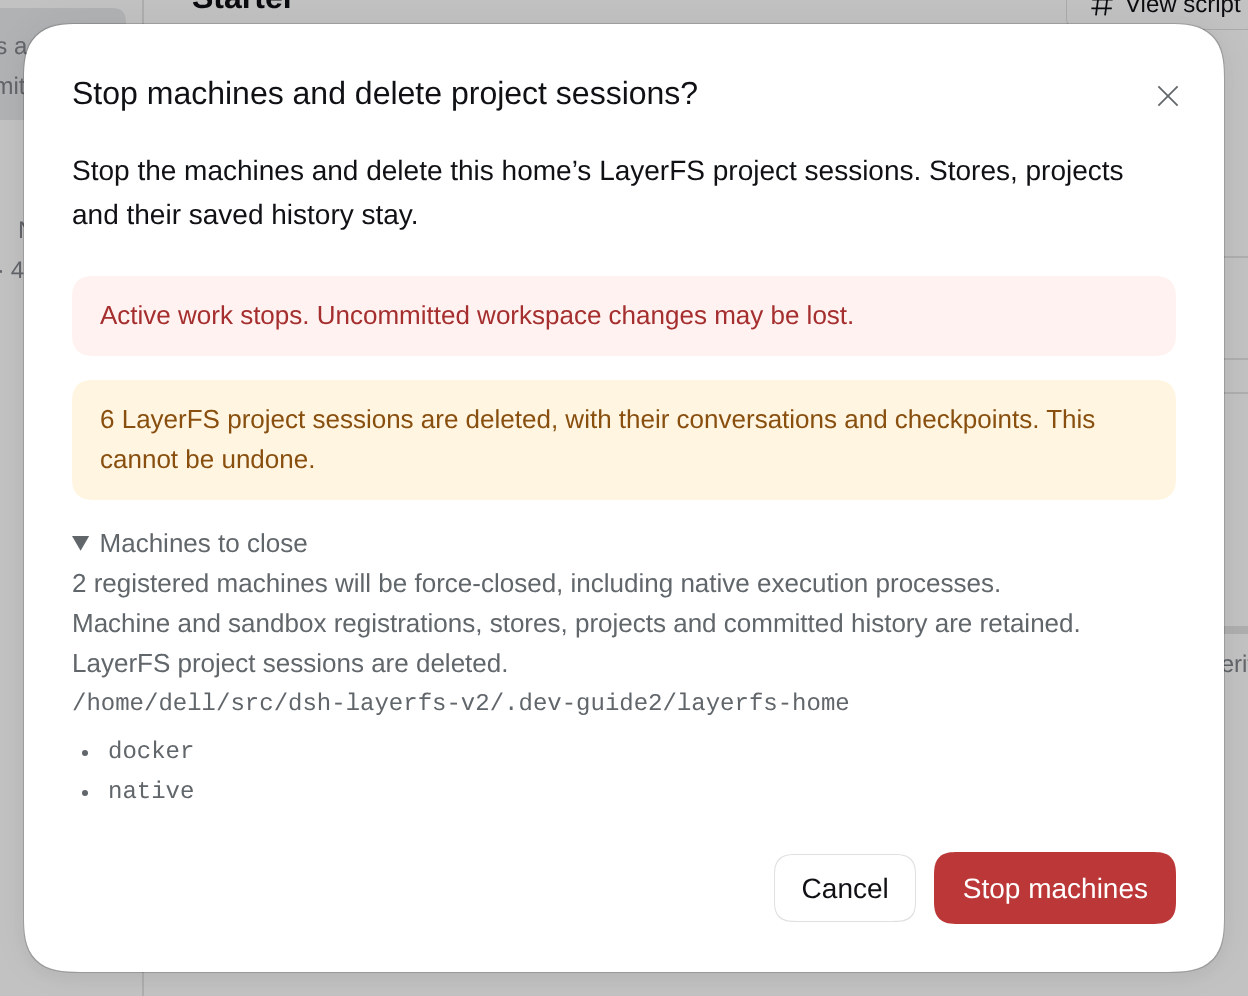 Starter
View script
Stop machines and delete project sessions?
Stop the machines and delete this home’s LayerFS project sessions. Stores, projects
and their saved history stay.
Active work stops. Uncommitted workspace changes may be lost.
6 LayerFS project sessions are deleted, with their conversations and checkpoints. This
cannot be undone.
▼ Machines to close
2 registered machines will be force-closed, including native execution processes.
Machine and sandbox registrations, stores, projects and committed history are retained.
LayerFS project sessions are deleted.
/home/dell/src/dsh-layerfs-v2/.dev-guide2/layerfs-home
• docker
• native
Cancel
Stop machines